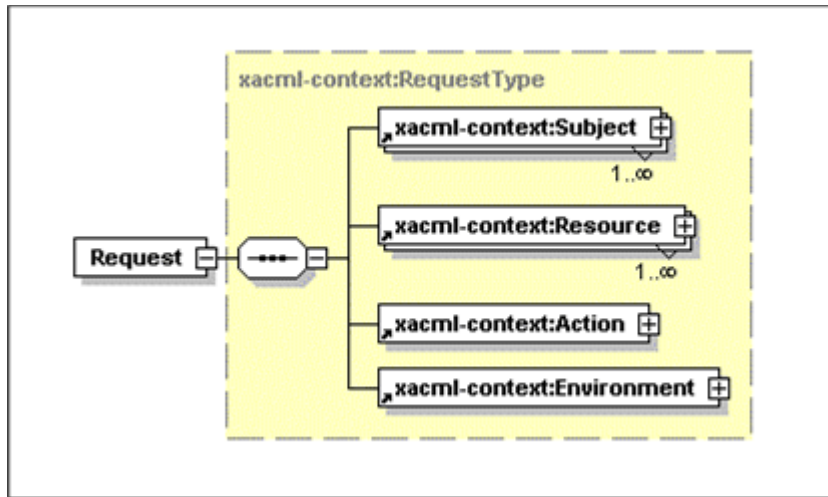 xacml-context:RequestType
xacml-context:Subject
1..∞
Request
xacml-context:Resource
1..∞
xacml-context:Action
xacml-context:Environment